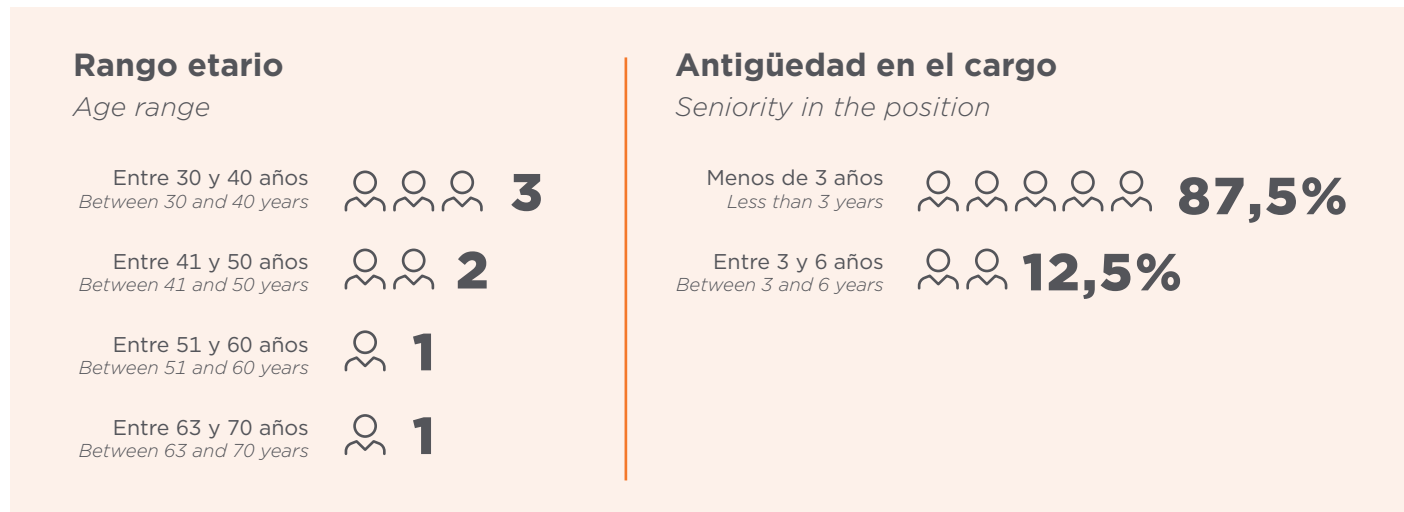 Rango etario
Age range
Entre 30 y 40 años
Between 30 and 40 years
3
Entre 41 y 50 años
Between 41 and 50 years
2
Entre 51 y 60 años
Between 51 and 60 years
1
Entre 63 y 70 años
Between 63 and 70 years
1
Antigüedad en el cargo
Seniority in the position
Menos de 3 años
Less than 3 years
87,5%
Entre 3 y 6 años
Between 3 and 6 years
12,5%